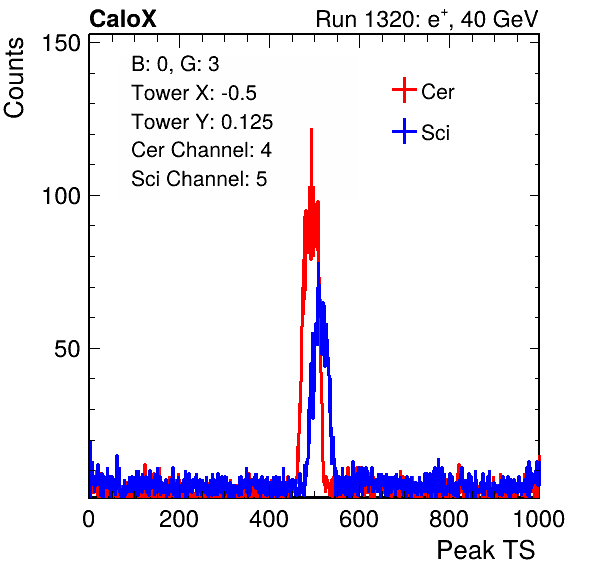 CaloX Run 1320: e+, 40 GeV
Counts
150
B: 0, G: 3
Tower X: -0.5
Tower Y: 0.125
Cer Channel: 4
Sci Channel: 5
Cer
Sci
100
50
0 200 400 600 800 1000
Peak TS